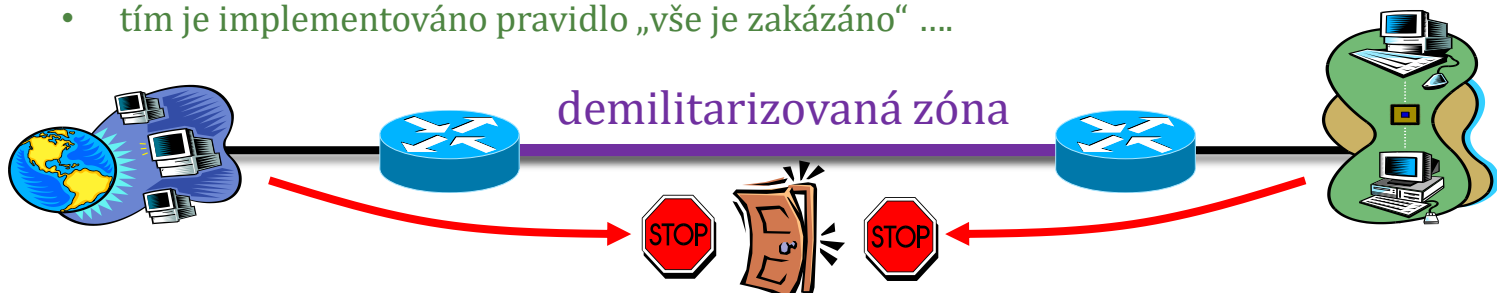 • tím je implementováno pravidlo „vše je zakázáno“ ....
demilitarizovaná zóna
STOP STOP